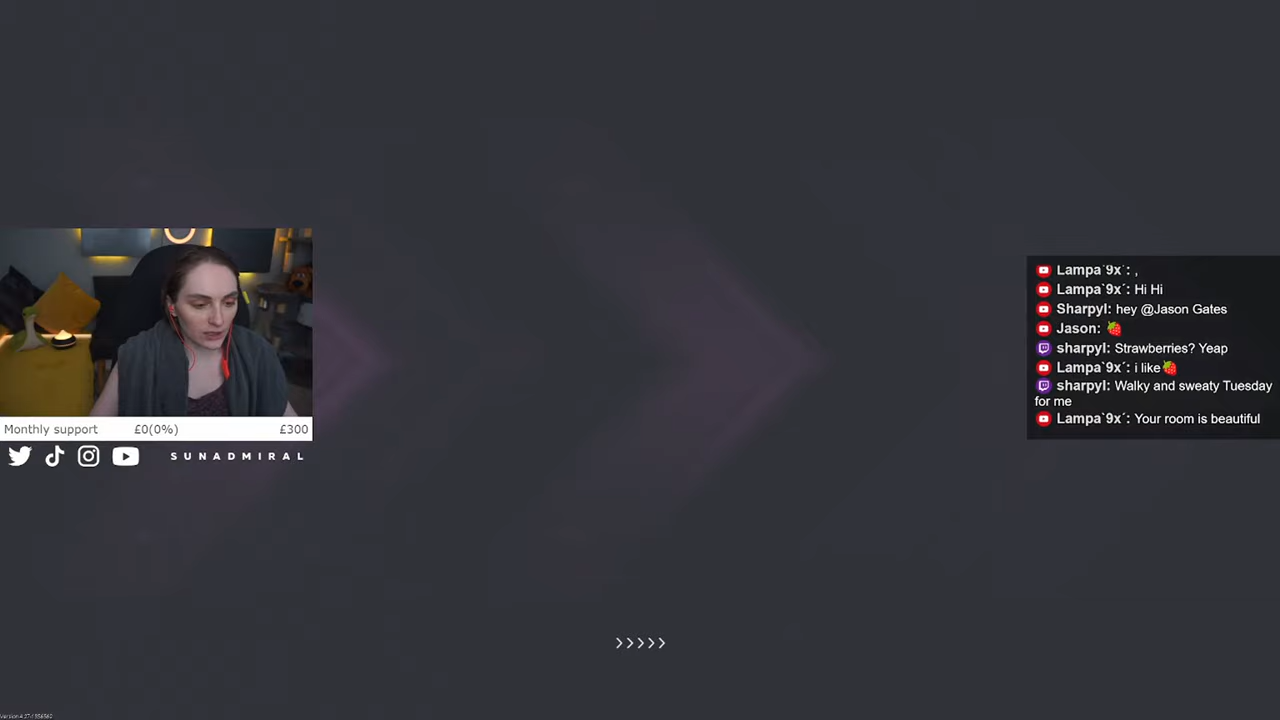 Lampa`9x´: ,
Lampa`9x´: Hi Hi
Sharpyl: hey @Jason Gates
Jason: 🍓
sharpyl: Strawberries? Yeap
Lampa`9x´: i like🍓
sharpyl: Walky and sweaty Tuesday
for me
Lampa`9x´: Your room is beautiful
Monthly support £0(0%) £300
SUNADMIRAL
>>>>>